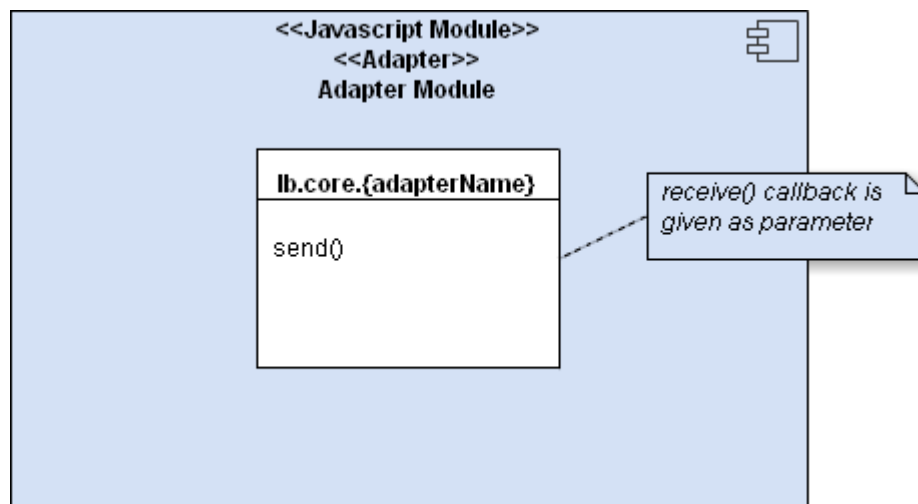 <<Javascript Module>>
<<Adapter>>
Adapter Module
lb.core.{adapterName}
receive() callback is
given as parameter
send()